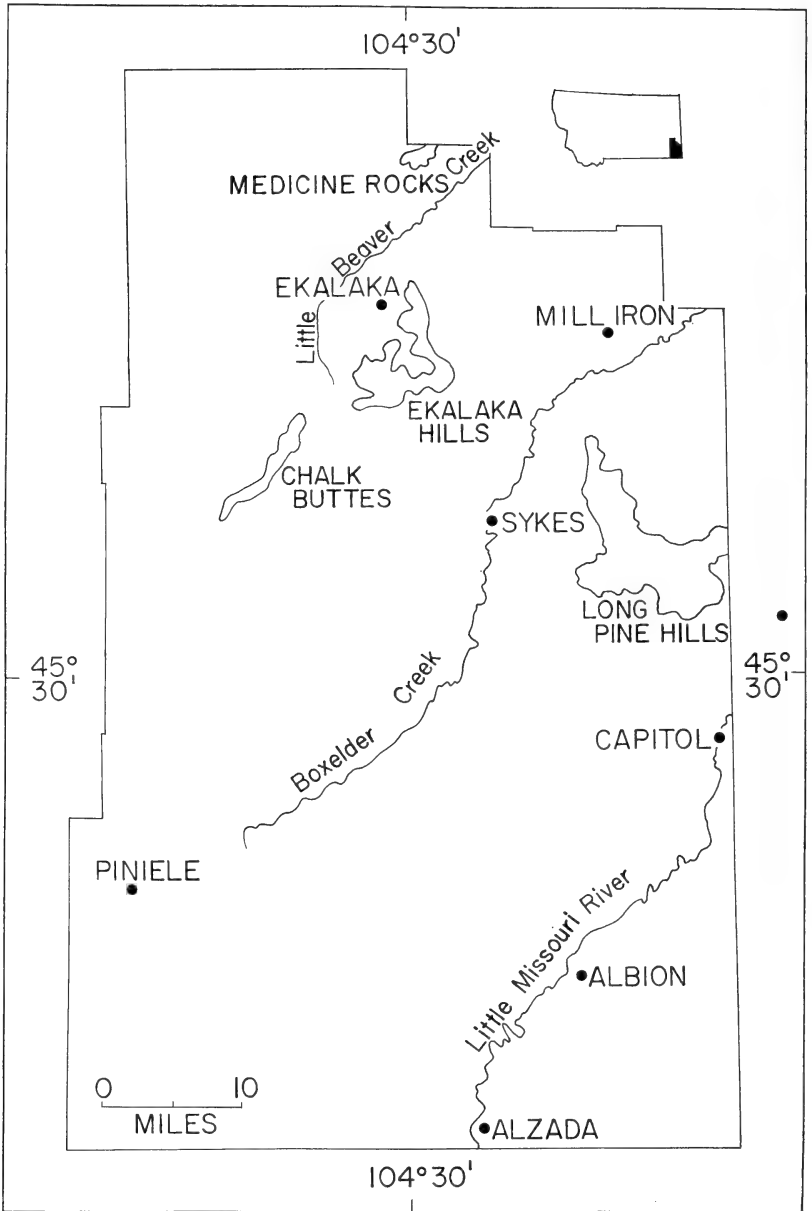 104°30'
MEDICINE ROCKS
Little Beaver Creek
EKALAKA
MILL IRON
EKALAKA
HILLS
CHALK
BUTTES
SYKES
LONG
PINE HILLS
45°
30'
45°
30'
Boxelder Creek
CAPITOL
PINIELE
Little Missouri River
ALBION
0 10
MILES
ALZADA
104°30'